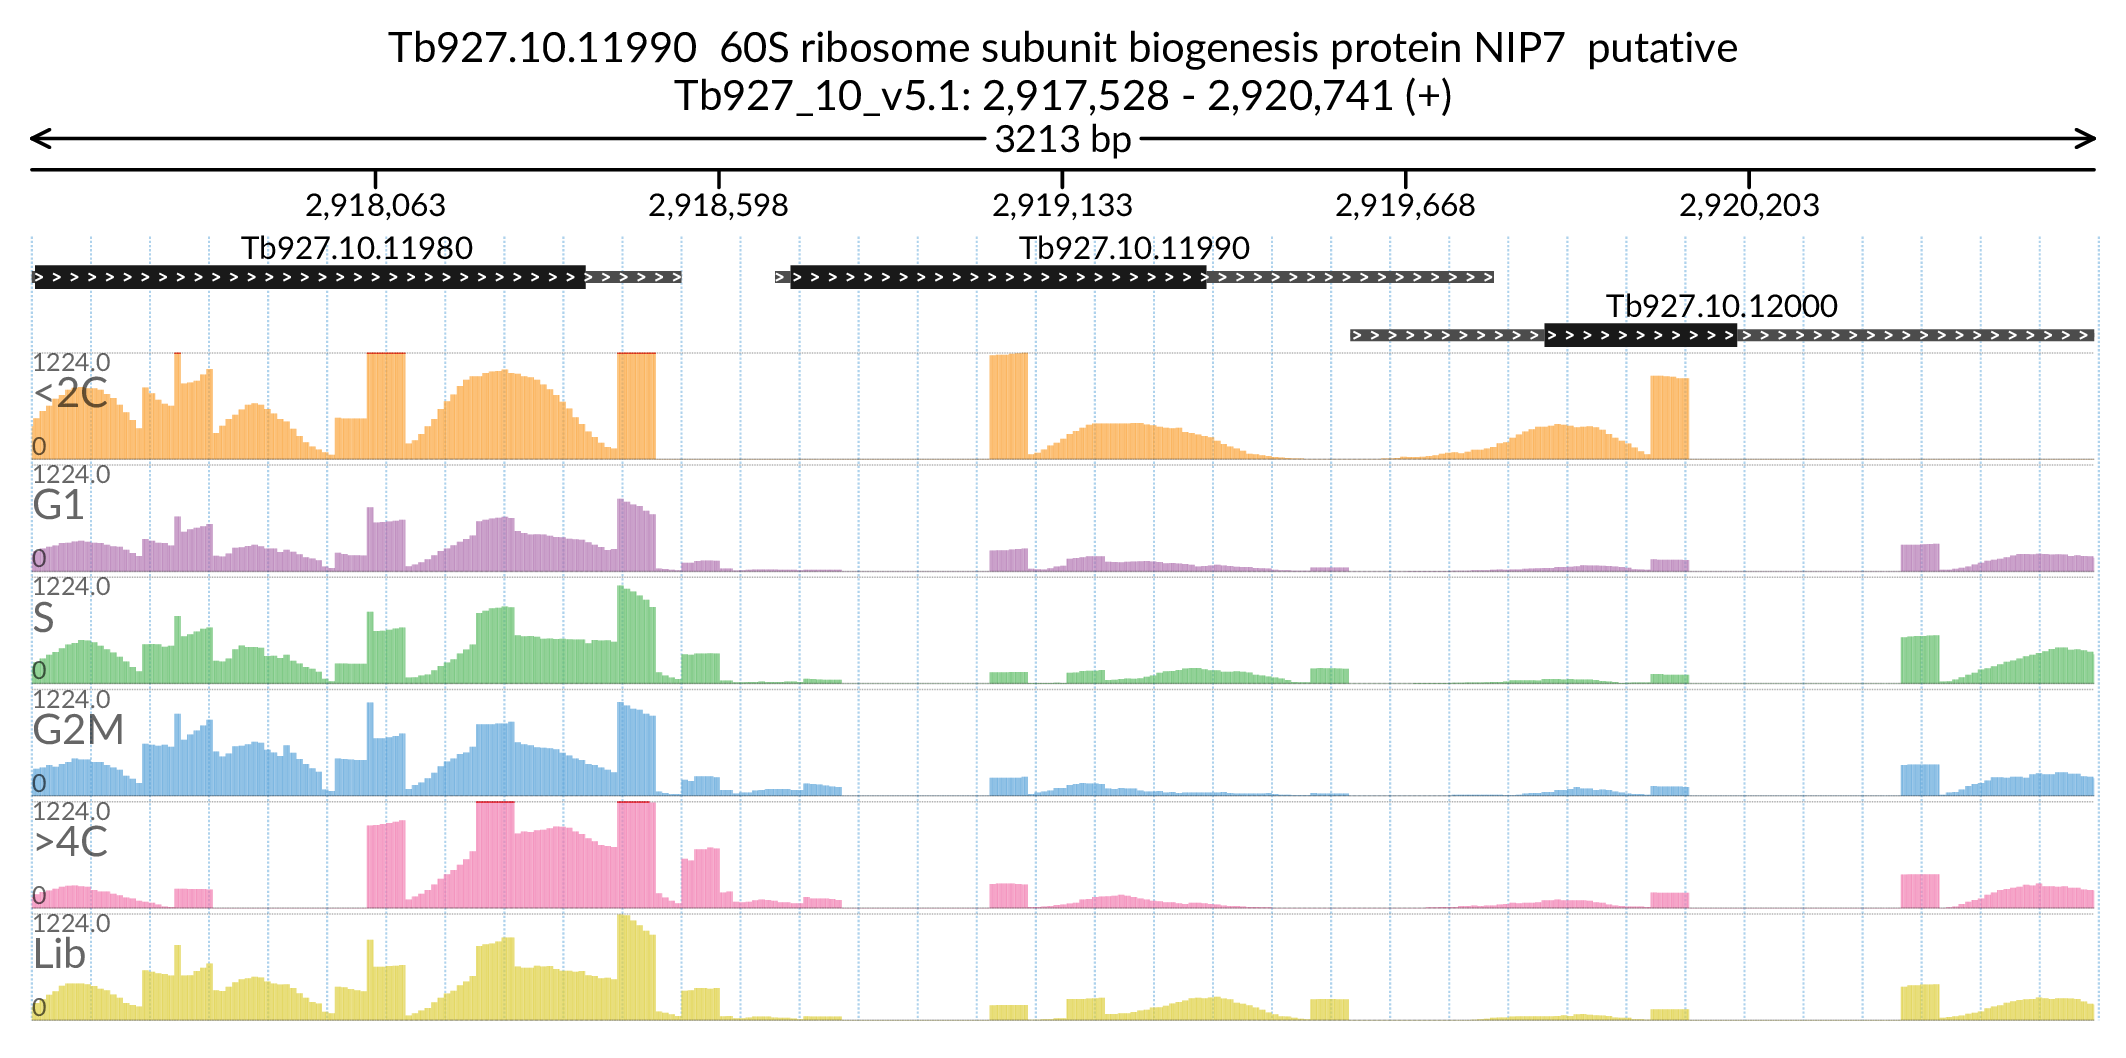 Tb927.10.11990  60S ribosome subunit biogenesis protein NIP7  putative
Tb927_10_v5.1: 2,917,528 - 2,920,741 (+)
3213 bp
2,918,063 2,918,598 2,919,133 2,919,668 2,920,203
Tb927.10.11980 Tb927.10.11990
Tb927.10.12000
1224.0
<2C
0
1224.0
G1
0
1224.0
S
0
1224.0
G2M
0
1224.0
>4C
0
1224.0
Lib
0